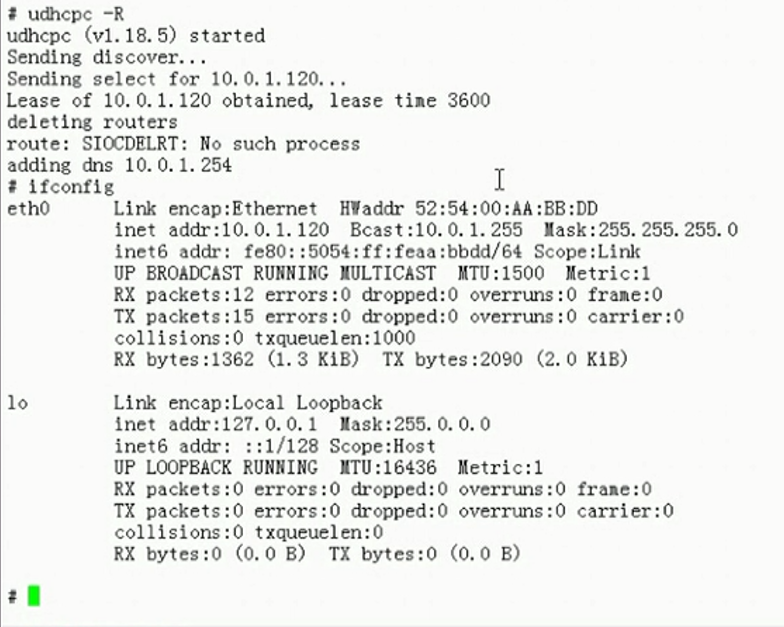 # udhcpc -R
udhcpc (v1.18.5) started
Sending discover...
Sending select for 10.0.1.120...
Lease of 10.0.1.120 obtained, lease time 3600
deleting routers
route: SIOCDELRT: No such process
adding dns 10.0.1.254
# ifconfig
eth0 Link encap:Ethernet HWaddr 52:54:00:AA:BB:DD
inet addr:10.0.1.120 Bcast:10.0.1.255 Mask:255.255.255.0
inet6 addr: fe80::5054:ff:feaa:bbdd/64 Scope:Link
UP BROADCAST RUNNING MULTICAST MTU:1500 Metric:1
RX packets:12 errors:0 dropped:0 overruns:0 frame:0
TX packets:15 errors:0 dropped:0 overruns:0 carrier:0
collisions:0 txqueuelen:1000
RX bytes:1362 (1.3 KiB) TX bytes:2090 (2.0 KiB)
lo Link encap:Local Loopback
inet addr:127.0.0.1 Mask:255.0.0.0
inet6 addr: ::1/128 Scope:Host
UP LOOPBACK RUNNING MTU:16436 Metric:1
RX packets:0 errors:0 dropped:0 overruns:0 frame:0
TX packets:0 errors:0 dropped:0 overruns:0 carrier:0
collisions:0 txqueuelen:0
RX bytes:0 (0.0 B) TX bytes:0 (0.0 B)
#